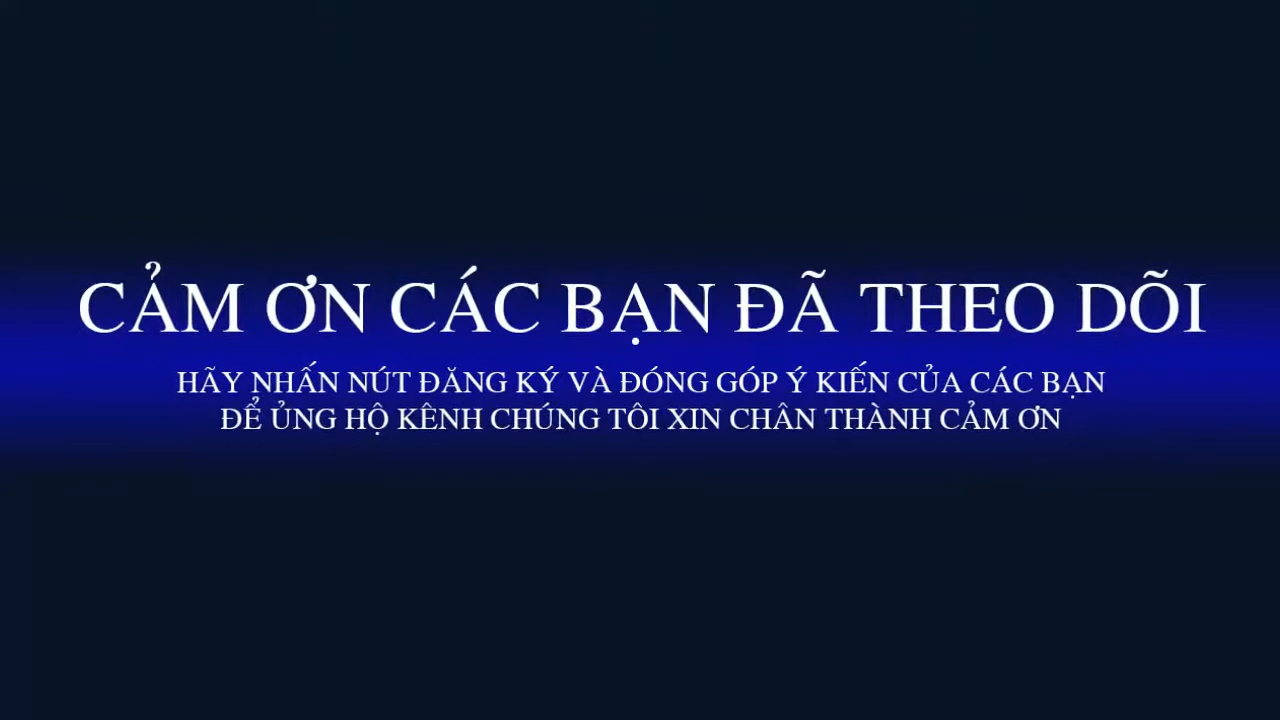 CẢM ƠN CÁC BẠN ĐÃ THEO DÕI
HÃY NHẤN NÚT ĐĂNG KÝ VÀ ĐÓNG GÓP Ý KIẾN CỦA CÁC BẠN
ĐỂ ỦNG HỘ KÊNH CHÚNG TÔI XIN CHÂN THÀNH CẢM ƠN